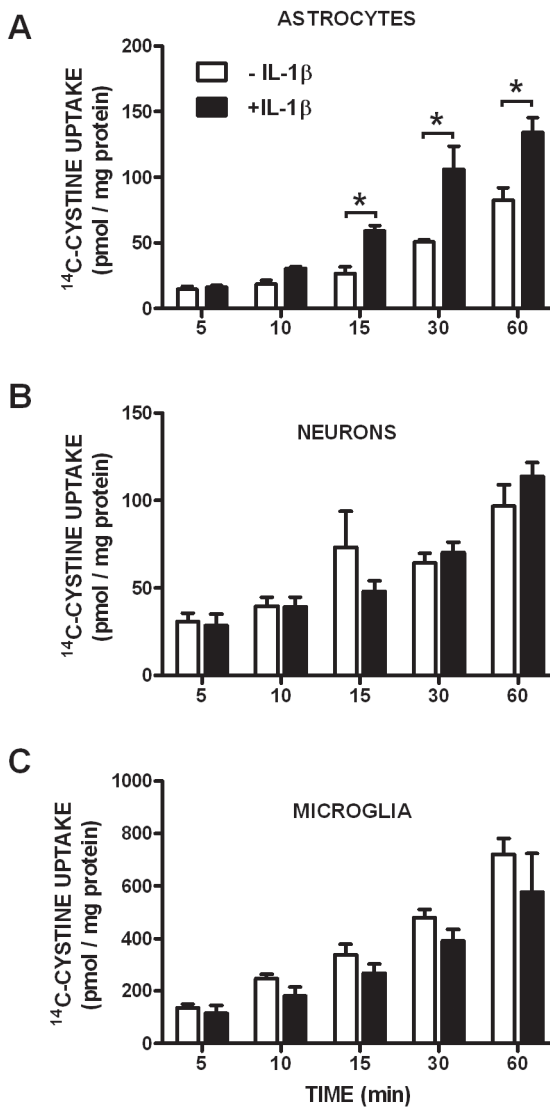 A
ASTROCYTES
¹⁴C-CYSTINE UPTAKE
(pmol / mg protein)
200
150
100
50
0
- IL-1β
+IL-1β
*
*
*
5 10 15 30 60
B
NEURONS
¹⁴C-CYSTINE UPTAKE
(pmol / mg protein)
150
100
50
0
5 10 15 30 60
C
MICROGLIA
¹⁴C-CYSTINE UPTAKE
(pmol / mg protein)
1000
800
600
400
200
0
5 10 15 30 60
TIME (min)